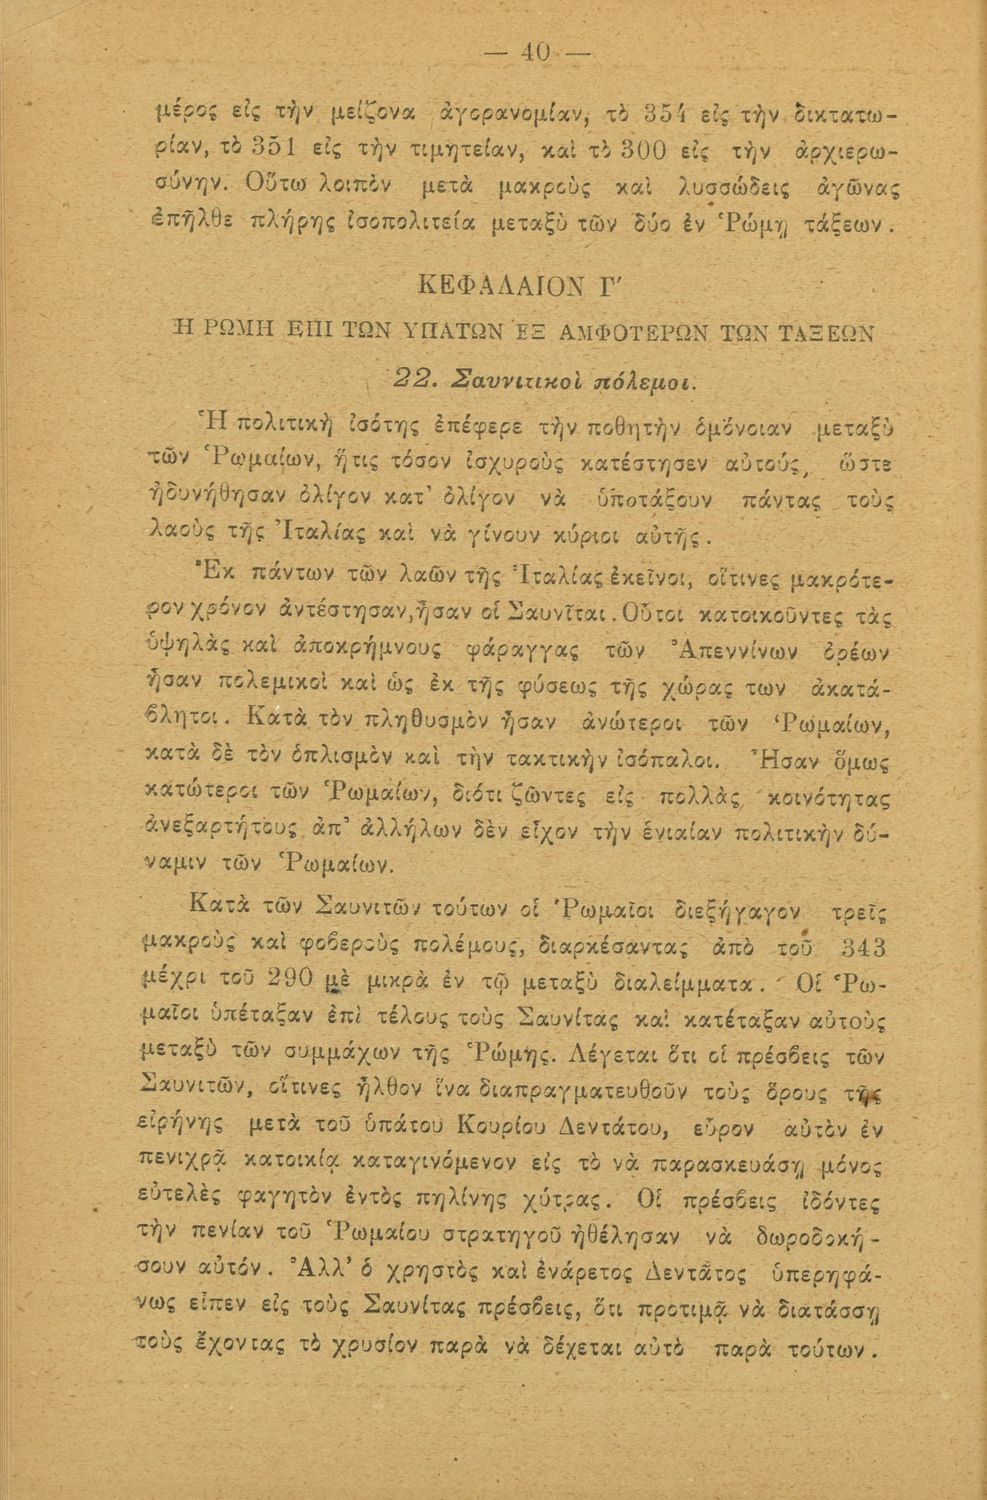 — 40 —
μέρος εἰς τὴν μείζονα ἀγορανομίαν, τὸ 354 εἰς τὴν δικτατω-
ρίαν, τὸ 351 εἰς τὴν τιμητείαν, καὶ τὸ 300 εἰς τὴν ἀρχιερω-
σύνην. Οὕτω λοιπὸν μετὰ μακροὺς καὶ λυσσώδεις ἀγῶνας
ἐπῆλθε πλήρης ἰσοπολιτεία μεταξὺ τῶν δύο ἐν Ῥώμῃ τάξεων.
ΚΕΦΑΛΑΙΟΝ Γ΄
Η ΡΩΜΗ ΕΠΙ ΤΩΝ ΥΠΑΤΩΝ ΕΞ ΑΜΦΟΤΕΡΩΝ ΤΩΝ ΤΑΞΕΩΝ
22. Σαυνιτικοὶ πόλεμοι.
Ἡ πολιτικὴ ἰσότης ἐπέφερε τὴν ποθητὴν ὁμόνοιαν μεταξὺ
τῶν Ῥωμαίων, ἥτις τόσον ἰσχυροὺς κατέστησεν αὐτούς, ὥστε
ἠδυνήθησαν ὀλίγον κατ' ὀλίγον νὰ ὑποτάξουν πάντας τοὺς
λαοὺς τῆς Ἰταλίας καὶ νὰ γίνουν κύριοι αὐτῆς.
Ἐκ πάντων τῶν λαῶν τῆς Ἰταλίας ἐκεῖνοι, οἵτινες μακρότε-
ρον χρόνον ἀντέστησαν, ἦσαν οἱ Σαυνῖται. Οὗτοι κατοικοῦντες τὰς
ὑψηλὰς καὶ ἀποκρήμνους φάραγγας τῶν Ἀπεννίνων ὀρέων
ἦσαν πολεμικοὶ καὶ ὡς ἐκ τῆς φύσεως τῆς χώρας των ἀκατά-
βλητοι. Κατὰ τὸν πληθυσμὸν ἦσαν ἀνώτεροι τῶν Ῥωμαίων,
κατὰ δὲ τὸν ὁπλισμὸν καὶ τὴν τακτικὴν ἰσόπαλοι. Ἦσαν ὅμως
κατώτεροι τῶν Ῥωμαίων, διότι ζῶντες εἰς πολλὰς κοινότητας
ἀνεξαρτήτους ἀπ' ἀλλήλων δὲν εἶχον τὴν ἑνιαίαν πολιτικὴν δύ-
ναμιν τῶν Ῥωμαίων.
Κατὰ τῶν Σαυνιτῶν τούτων οἱ Ῥωμαῖοι διεξήγαγον τρεῖς
μακροὺς καὶ φοβεροὺς πολέμους, διαρκέσαντας ἀπὸ τοῦ 343
μέχρι τοῦ 290 μὲ μικρὰ ἐν τῷ μεταξὺ διαλείμματα. Οἱ Ῥω-
μαῖοι ὑπέταξαν ἐπὶ τέλους τοὺς Σαυνίτας καὶ κατέταξαν αὐτοὺς
μεταξὺ τῶν συμμάχων τῆς Ῥώμης. Λέγεται ὅτι οἱ πρέσβεις τῶν
Σαυνιτῶν, οἵτινες ἦλθον ἵνα διαπραγματευθοῦν τοὺς ὅρους τῆς
εἰρήνης μετὰ τοῦ ὑπάτου Κουρίου Δεντάτου, εὗρον αὐτὸν ἐν
πενιχρᾷ κατοικίᾳ καταγινόμενον εἰς τὸ νὰ παρασκευάσῃ μόνος
εὐτελὲς φαγητὸν ἐντὸς πηλίνης χύτρας. Οἱ πρέσβεις ἰδόντες
τὴν πενίαν τοῦ Ῥωμαίου στρατηγοῦ ἠθέλησαν νὰ δωροδοκή-
σουν αὐτόν. Ἀλλ' ὁ χρηστὸς καὶ ἐνάρετος Δεντᾶτος ὑπερηφά-
νως εἶπεν εἰς τοὺς Σαυνίτας πρέσβεις, ὅτι προτιμᾷ νὰ διατάσσῃ
τοὺς ἔχοντας τὸ χρυσίον παρὰ νὰ δέχεται αὐτὸ παρὰ τούτων.